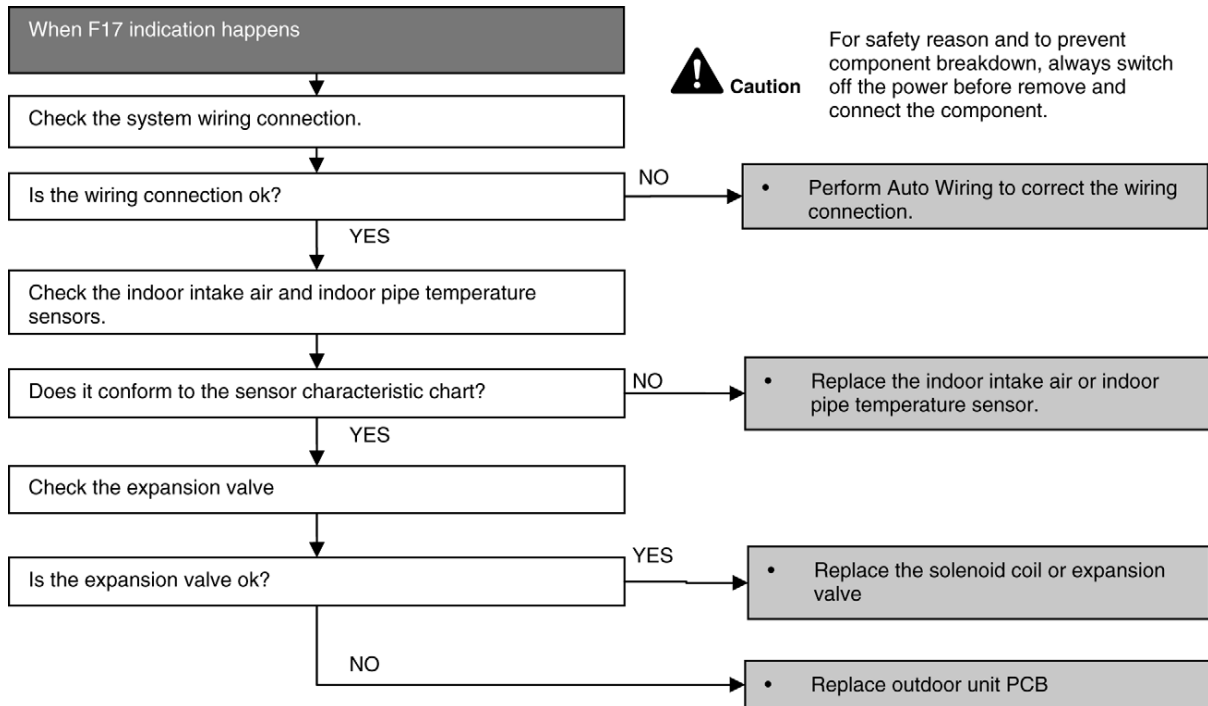 When F17 indication happens
Caution
For safety reason and to prevent
component breakdown, always switch
off the power before remove and
connect the component.
Check the system wiring connection.
Is the wiring connection ok?
NO
• Perform Auto Wiring to correct the wiring
connection.
YES
Check the indoor intake air and indoor pipe temperature
sensors.
Does it conform to the sensor characteristic chart?
NO
• Replace the indoor intake air or indoor
pipe temperature sensor.
YES
Check the expansion valve
Is the expansion valve ok?
YES
• Replace the solenoid coil or expansion
valve
NO
• Replace outdoor unit PCB